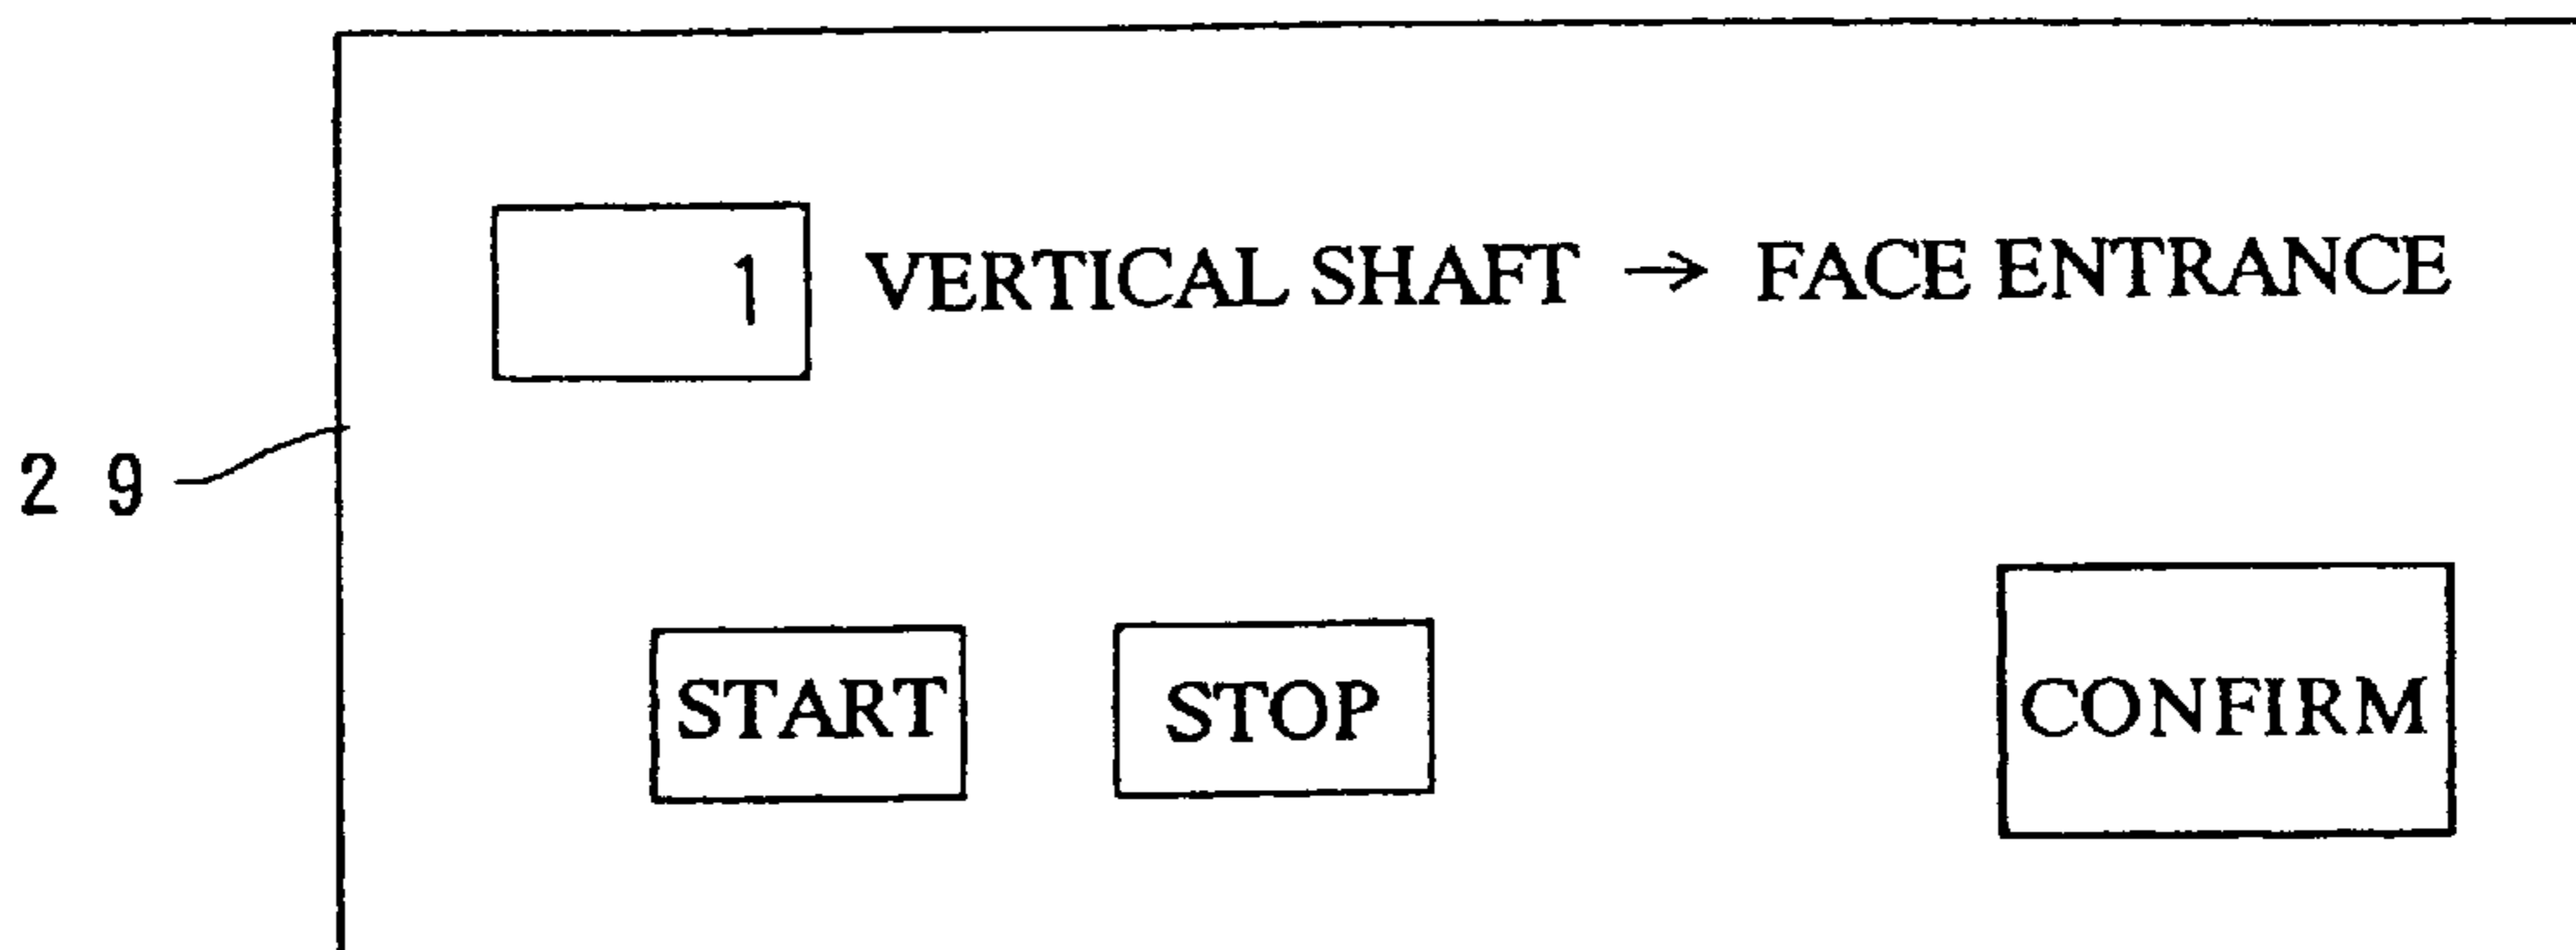 1 VERTICAL SHAFT → FACE ENTRANCE
29
START STOP CONFIRM